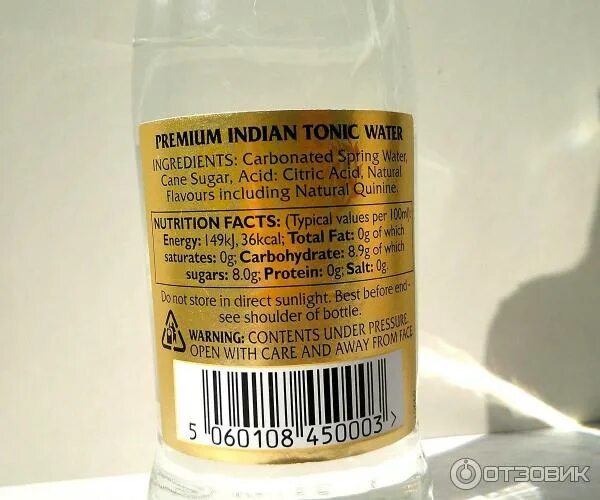 PREMIUM INDIAN TONIC WATER
INGREDIENTS: Carbonated Spring Water,
Cane Sugar, Acid: Citric Acid, Natural
Flavours including Natural Quinine.
NUTRITION FACTS: (Typical values per 100ml)
Energy: 149kJ, 36kcal; Total Fat: 0g of which
saturates: 0g; Carbohydrate: 8.9g of which
sugars: 8.0g; Protein: 0g; Salt: 0g.
Do not store in direct sunlight. Best before end -
see shoulder of bottle.
WARNING: CONTENTS UNDER PRESSURE.
OPEN WITH CARE AND AWAY FROM FACE
5 060108 450003 >
ОТЗОВИК